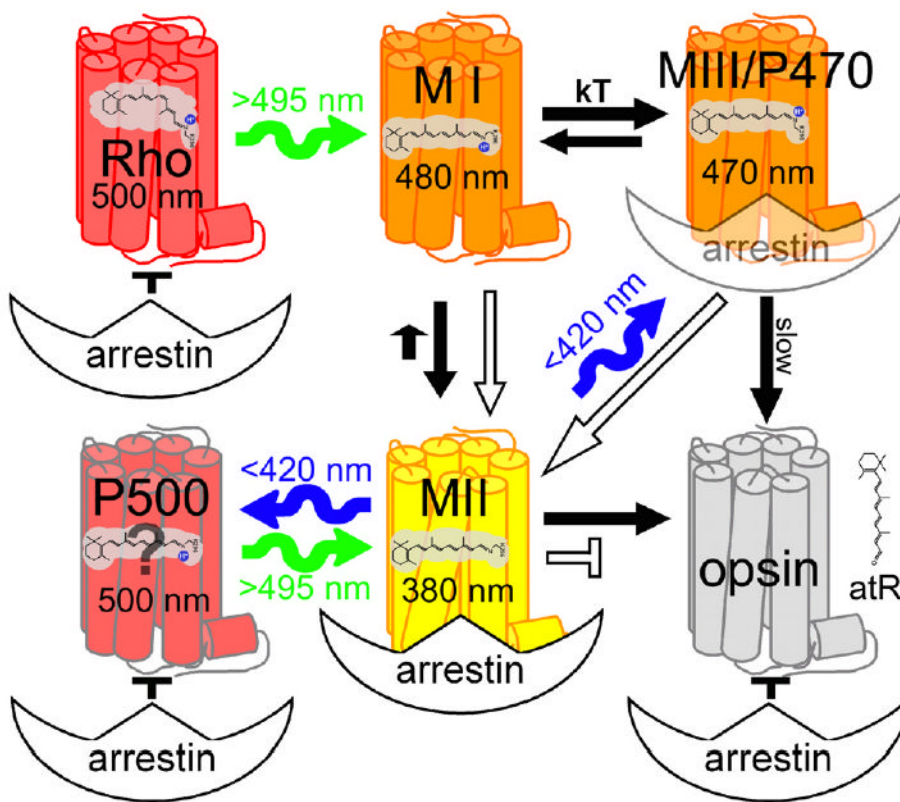 Rho
500 nm
>495 nm
M I
480 nm
kT
MIII/P470
470 nm
arrestin
arrestin
<420 nm
slow
P500
?
500 nm
<420 nm
>495 nm
MII
380 nm
arrestin
opsin
atR
arrestin
arrestin